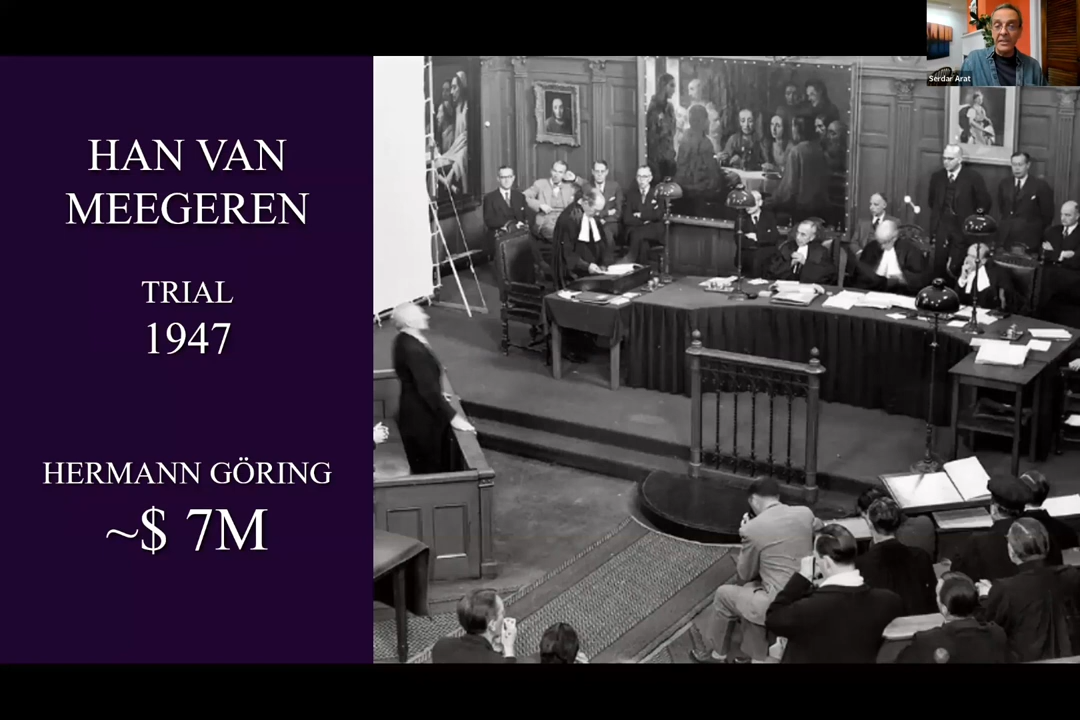 HAN VAN
MEEGEREN
TRIAL
1947
HERMANN GÖRING
~$ 7M
Serdar Arat